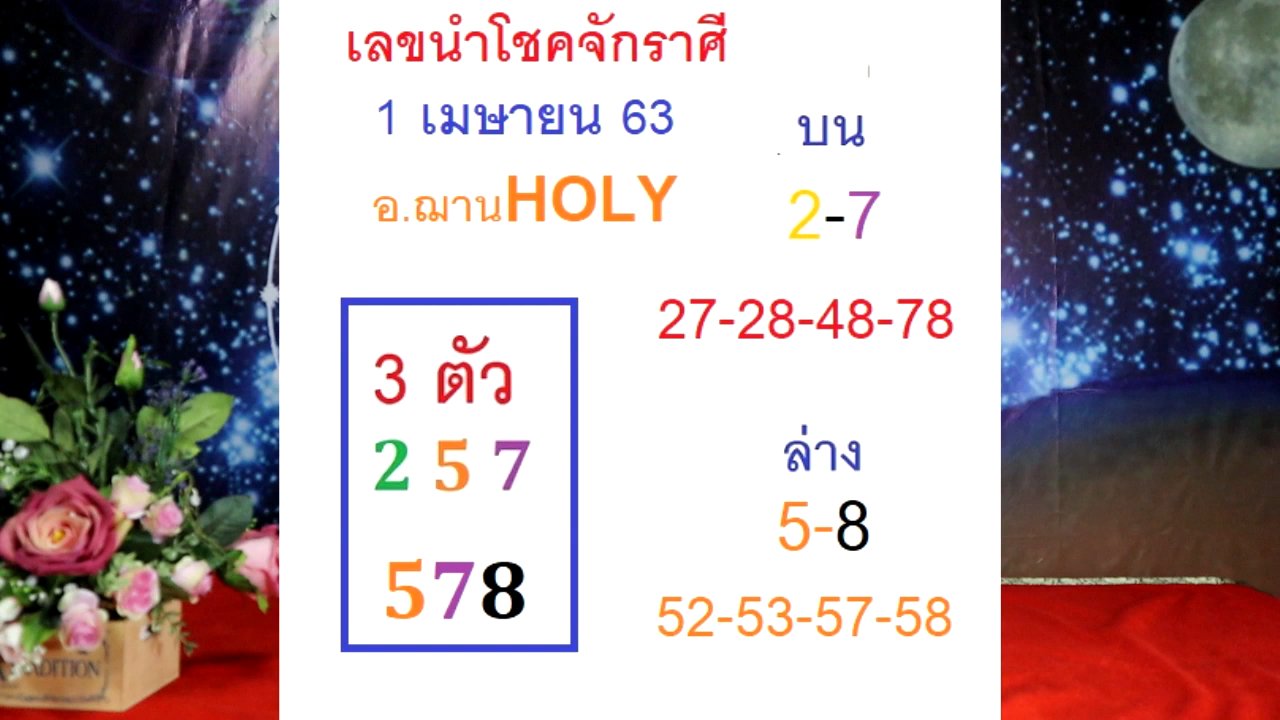 เลขนำโชคจักราศี
1 เมษายน 63
อ.ฌานHOLY
3 ตัว
2 5 7
578
บน
2-7
27-28-48-78
ล่าง
5-8
52-53-57-58
ADITION